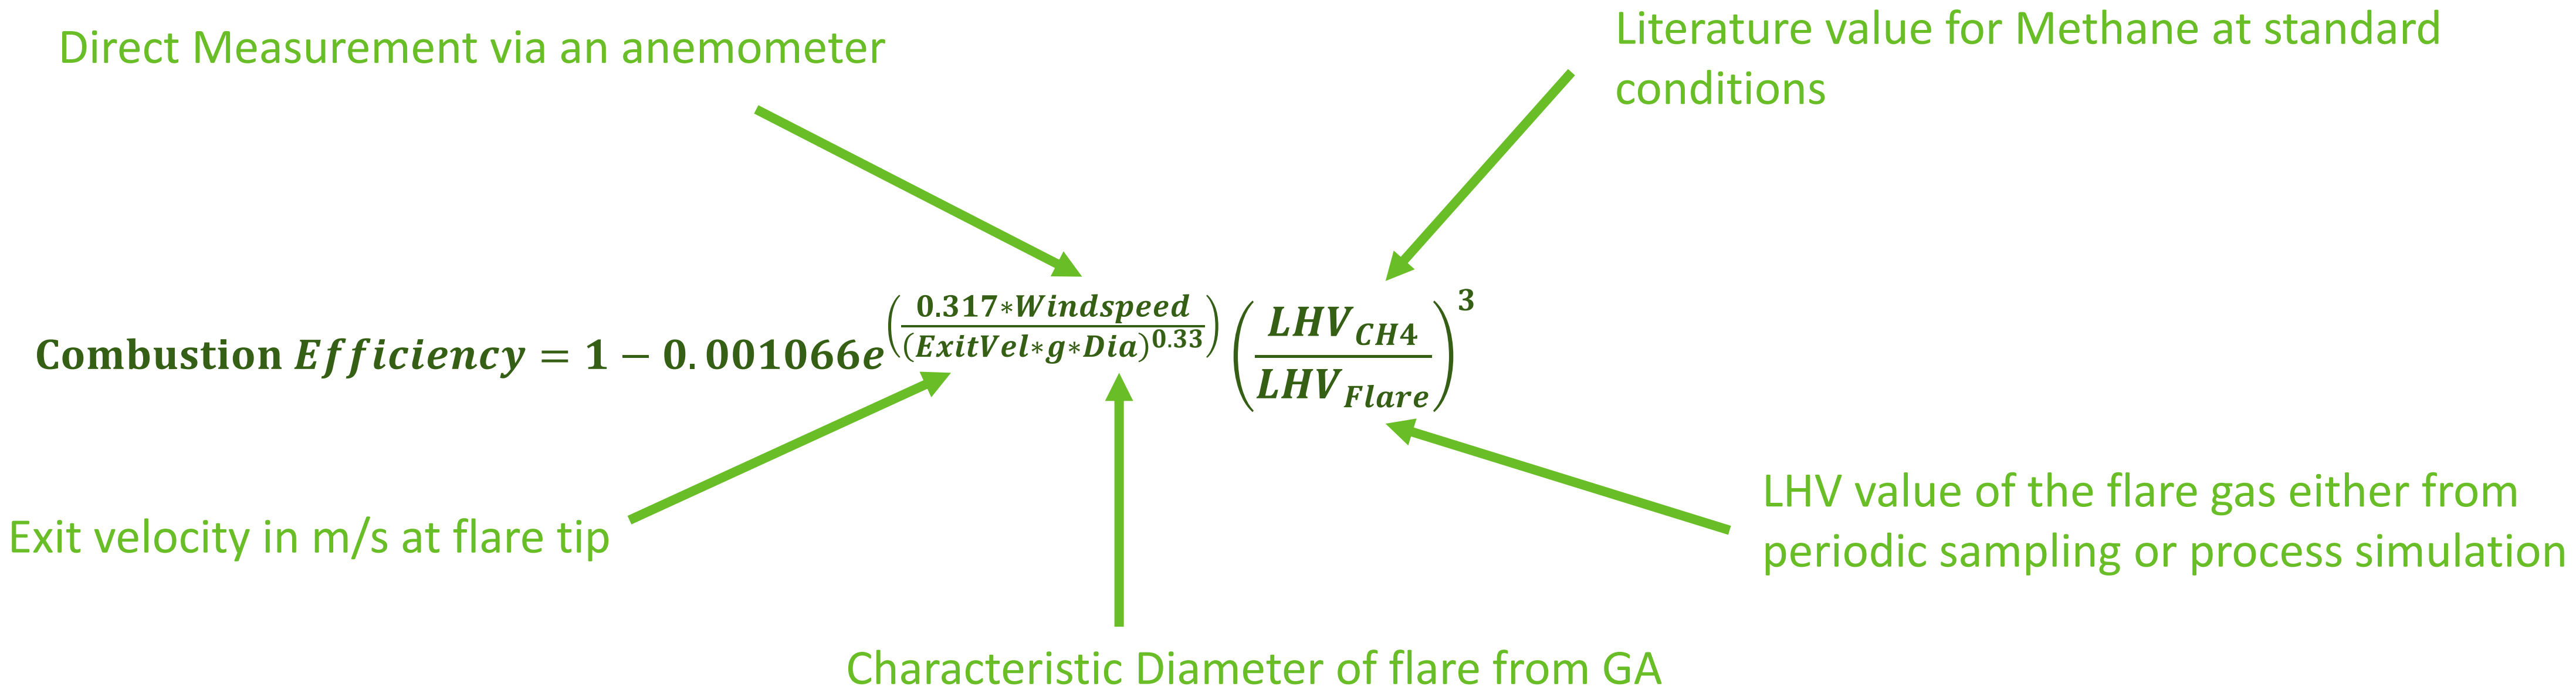 Direct Measurement via an anemometer
Literature value for Methane at standard
conditions
Combustion Efficiency = 1 − 0.001066e^((0.317*Windspeed)/((ExitVel*g*Dia)^0.33)) (LHV_CH4/LHV_Flare)^3
Exit velocity in m/s at flare tip
LHV value of the flare gas either from
periodic sampling or process simulation
Characteristic Diameter of flare from GA